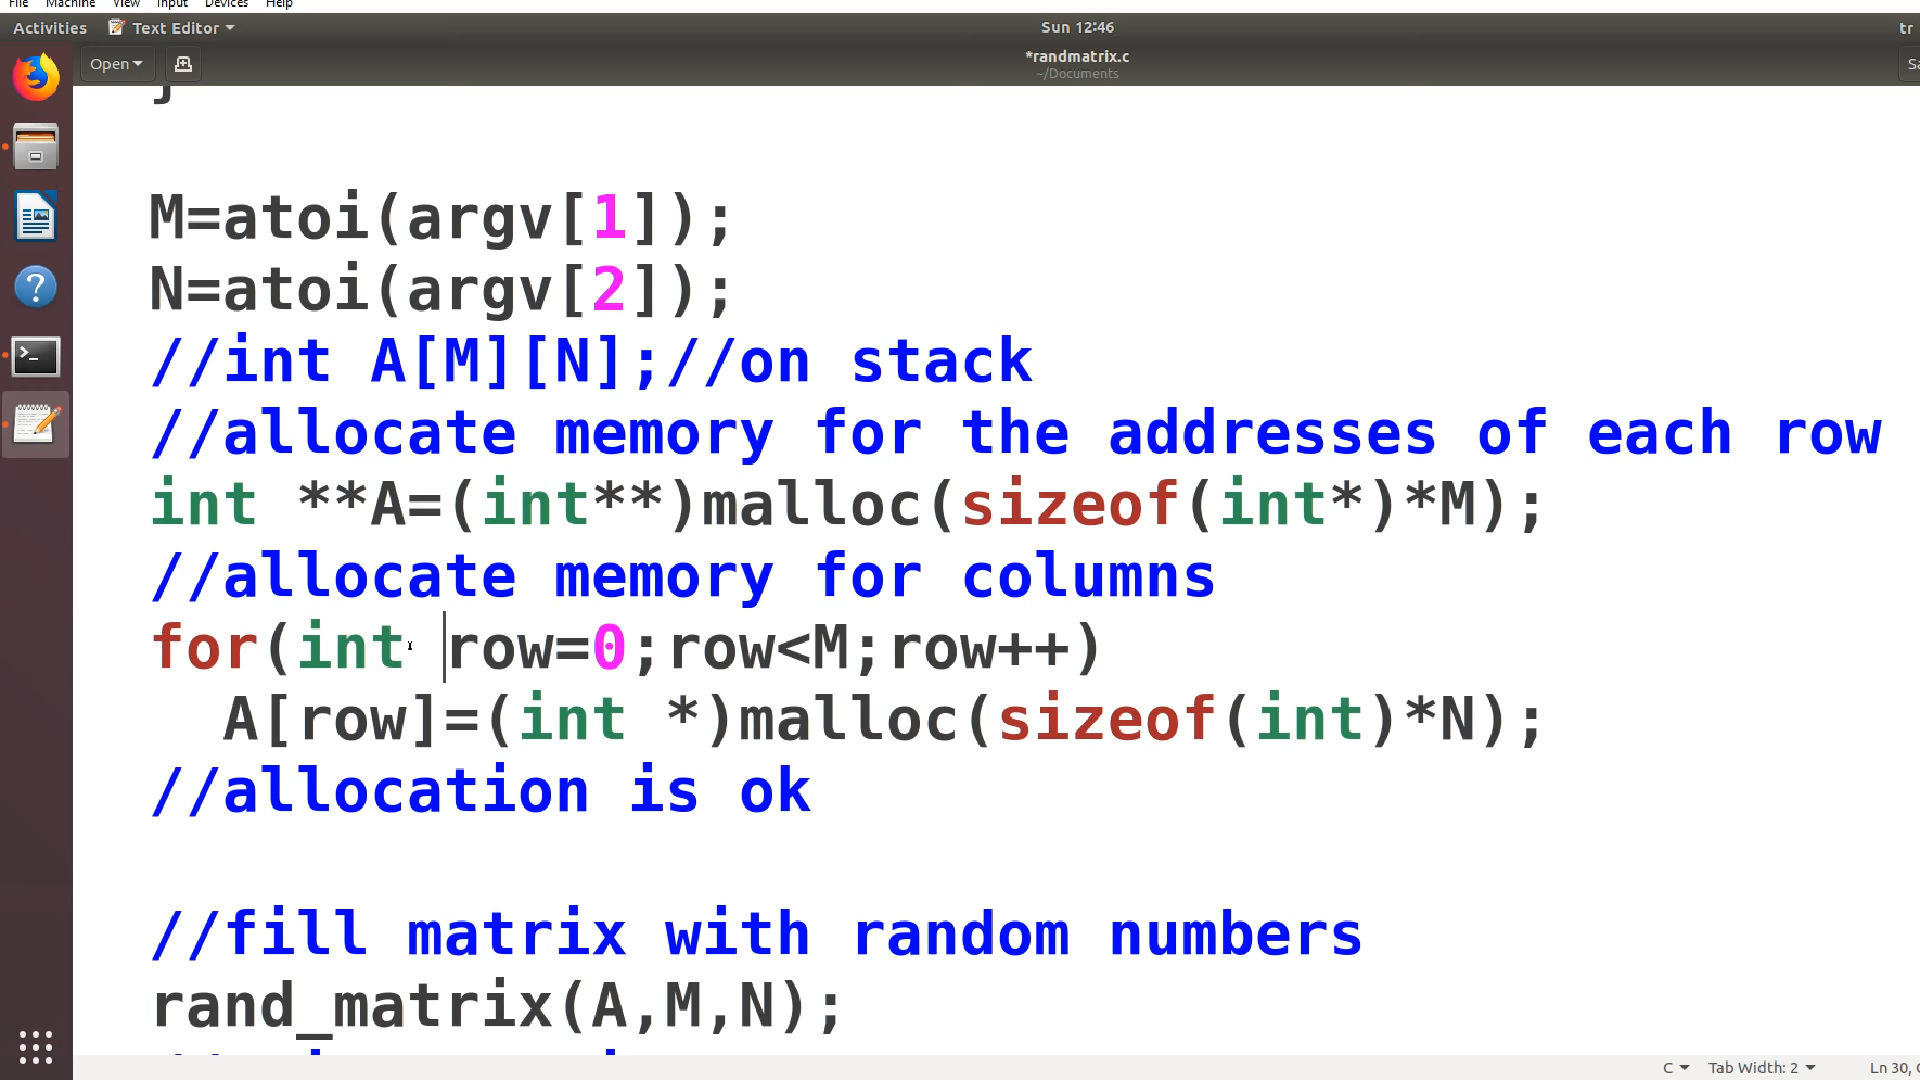 File Machine View Input Devices Help
Activities Text Editor Sun 12:46 tr
Open *randmatrix.c
~/Documents
}
M=atoi(argv[1]);
N=atoi(argv[2]);
//int A[M][N];//on stack
//allocate memory for the addresses of each row
int **A=(int**)malloc(sizeof(int*)*M);
//allocate memory for columns
for(int row=0;row<M;row++)
A[row]=(int *)malloc(sizeof(int)*N);
//allocation is ok
//fill matrix with random numbers
rand_matrix(A,M,N);
C Tab Width: 2 Ln 30,